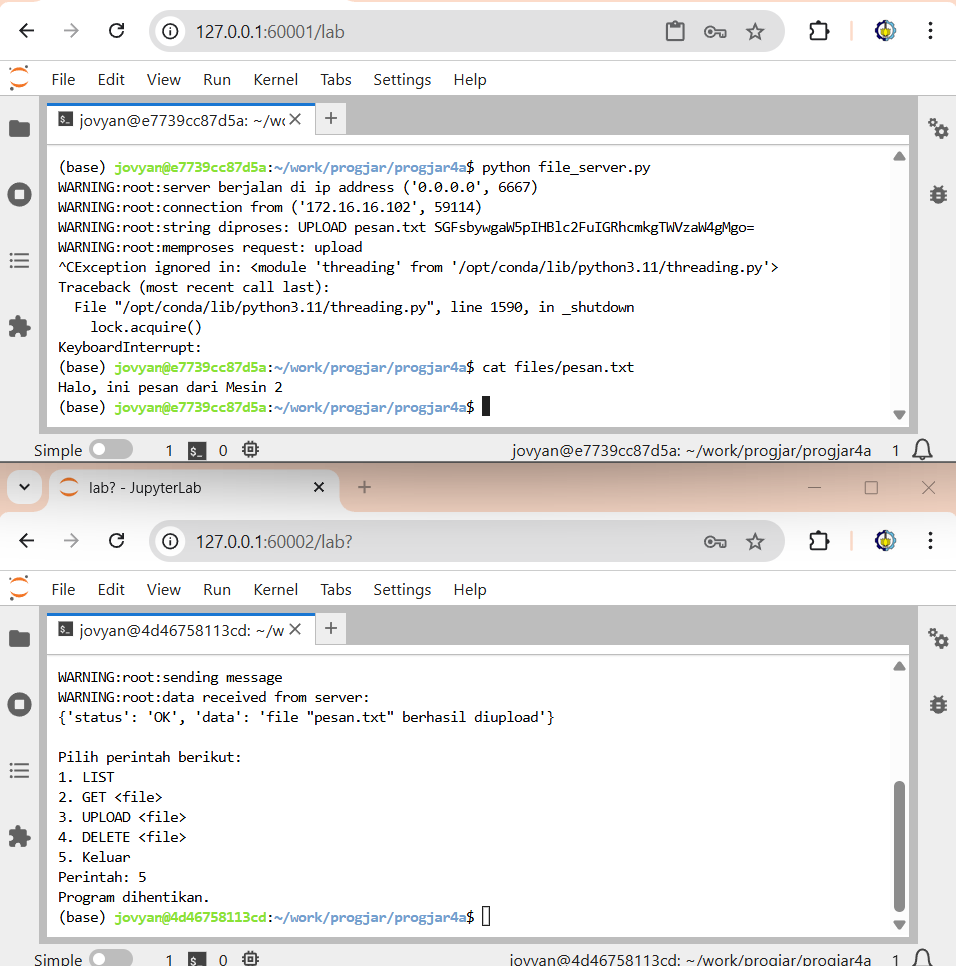 127.0.0.1:60001/lab
File Edit View Run Kernel Tabs Settings Help
jovyan@e7739cc87d5a: ~/wo
(base) jovyan@e7739cc87d5a:~/work/progjar/progjar4a$ python file_server.py
WARNING:root:server berjalan di ip address ('0.0.0.0', 6667)
WARNING:root:connection from ('172.16.16.102', 59114)
WARNING:root:string diproses: UPLOAD pesan.txt SGFsbywgaW5pIHBlc2FuIGRhcmkgTWVzaW4gMgo=
WARNING:root:memproses request: upload
^CException ignored in: <module 'threading' from '/opt/conda/lib/python3.11/threading.py'>
Traceback (most recent call last):
  File "/opt/conda/lib/python3.11/threading.py", line 1590, in _shutdown
    lock.acquire()
KeyboardInterrupt:
(base) jovyan@e7739cc87d5a:~/work/progjar/progjar4a$ cat files/pesan.txt
Halo, ini pesan dari Mesin 2
(base) jovyan@e7739cc87d5a:~/work/progjar/progjar4a$
Simple 1 $_ 0 jovyan@e7739cc87d5a: ~/work/progjar/progjar4a 1
lab? - JupyterLab
127.0.0.1:60002/lab?
File Edit View Run Kernel Tabs Settings Help
jovyan@4d46758113cd: ~/w
WARNING:root:sending message
WARNING:root:data received from server:
{'status': 'OK', 'data': 'file "pesan.txt" berhasil diupload'}
Pilih perintah berikut:
1. LIST
2. GET <file>
3. UPLOAD <file>
4. DELETE <file>
5. Keluar
Perintah: 5
Program dihentikan.
(base) jovyan@4d46758113cd:~/work/progjar/progjar4a$
Simple 1 $_ 0 jovyan@4d46758113cd: ~/work/progjar/progjar4a 1